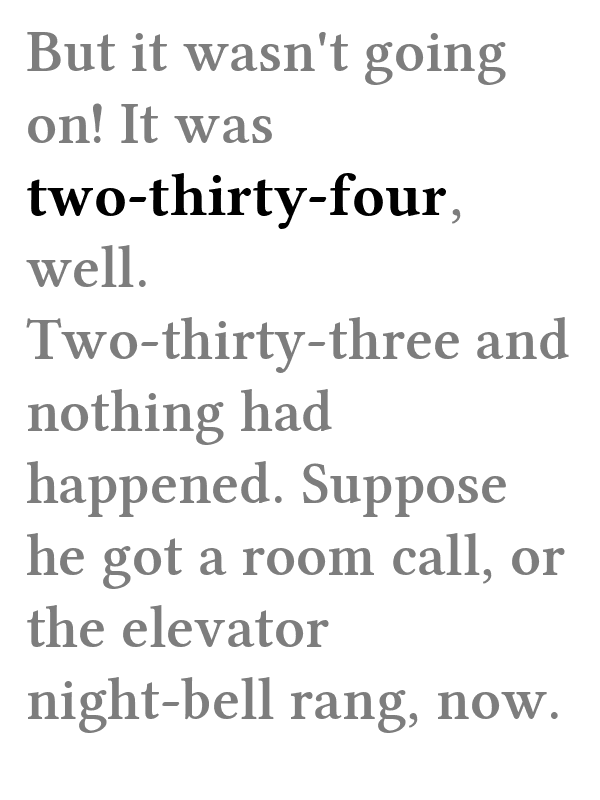 But it wasn't going
on! It was
two-thirty-four,
well.
Two-thirty-three and
nothing had
happened. Suppose
he got a room call, or
the elevator
night-bell rang, now.